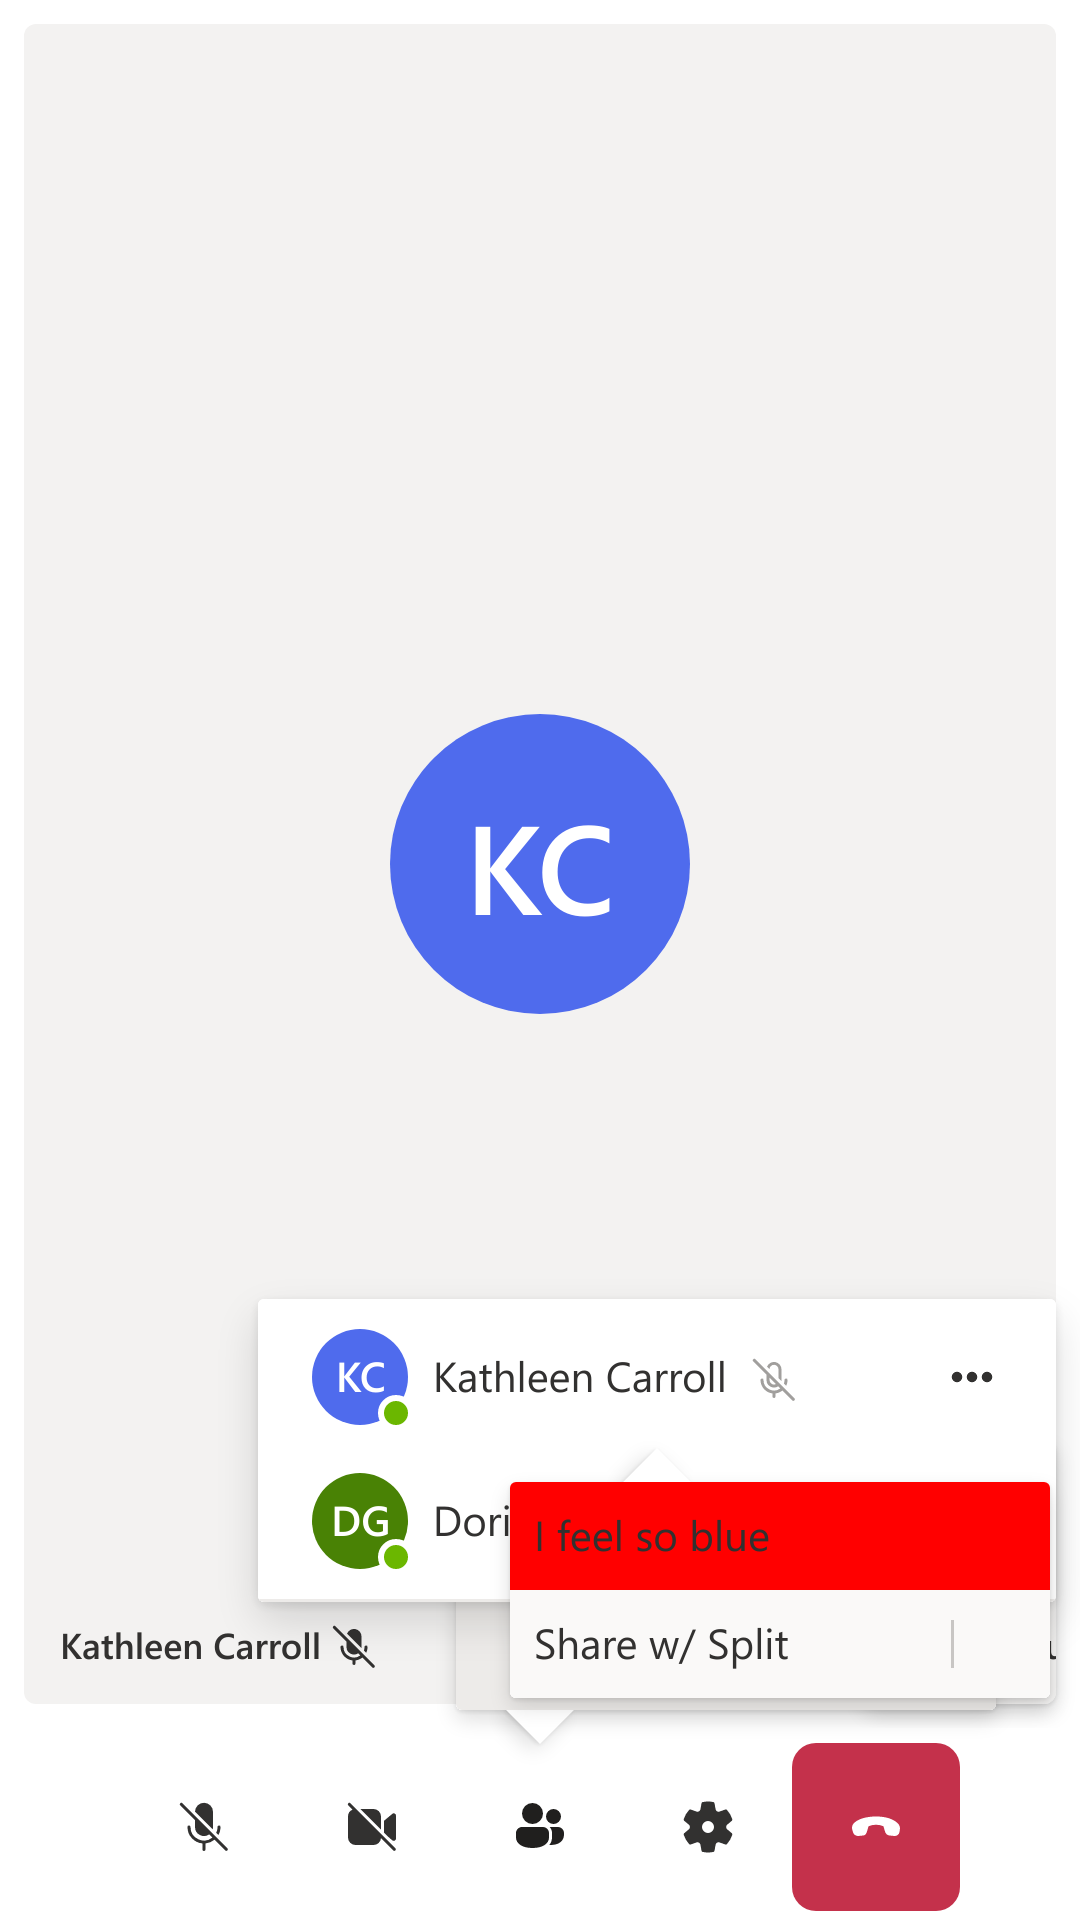 KC
KC Kathleen Carroll
DG Dori
I feel so blue
Share w/ Split
Kathleen Carroll